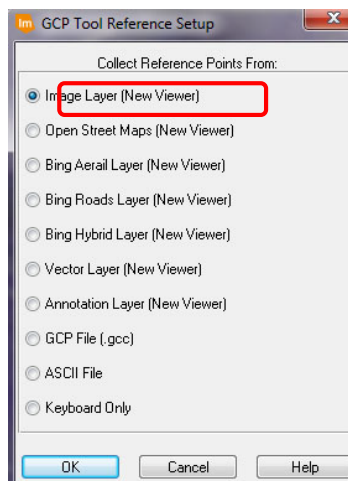 Im GCP Tool Reference Setup
x
Collect Reference Points From:
Image Layer (New Viewer)
Open Street Maps (New Viewer)
Bing Aerail Layer (New Viewer)
Bing Roads Layer (New Viewer)
Bing Hybrid Layer (New Viewer)
Vector Layer (New Viewer)
Annotation Layer (New Viewer)
GCP File (.gcc)
ASCII File
Keyboard Only
OK Cancel Help